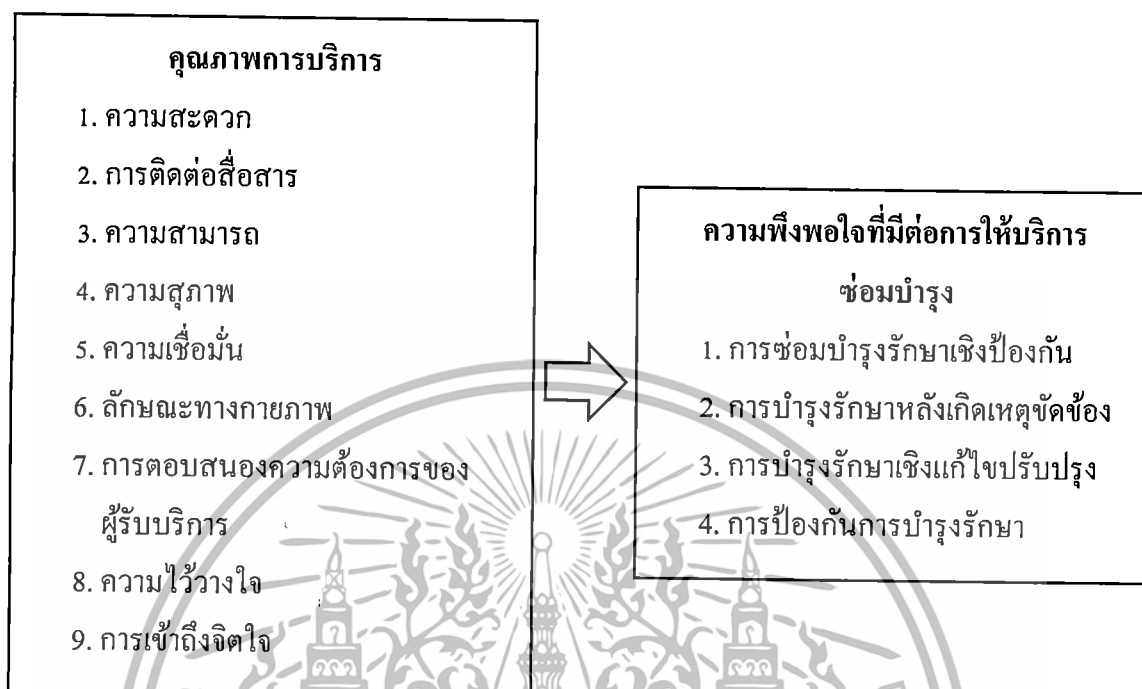 คุณภาพการบริการ
1. ความสะดวก
2. การติดต่อสื่อสาร
3. ความสามารถ
4. ความสุภาพ
5. ความเชื่อมั่น
6. ลักษณะทางกายภาพ
7. การตอบสนองความต้องการของ
ผู้รับบริการ
8. ความไว้วางใจ
9. การเข้าถึงจิตใจ
ความพึงพอใจที่มีต่อการให้บริการ
ซ่อมบำรุง
1. การซ่อมบำรุงรักษาเชิงป้องกัน
2. การบำรุงรักษาหลังเกิดเหตุขัดข้อง
3. การบำรุงรักษาเชิงแก้ไขปรับปรุง
4. การป้องกันการบำรุงรักษา